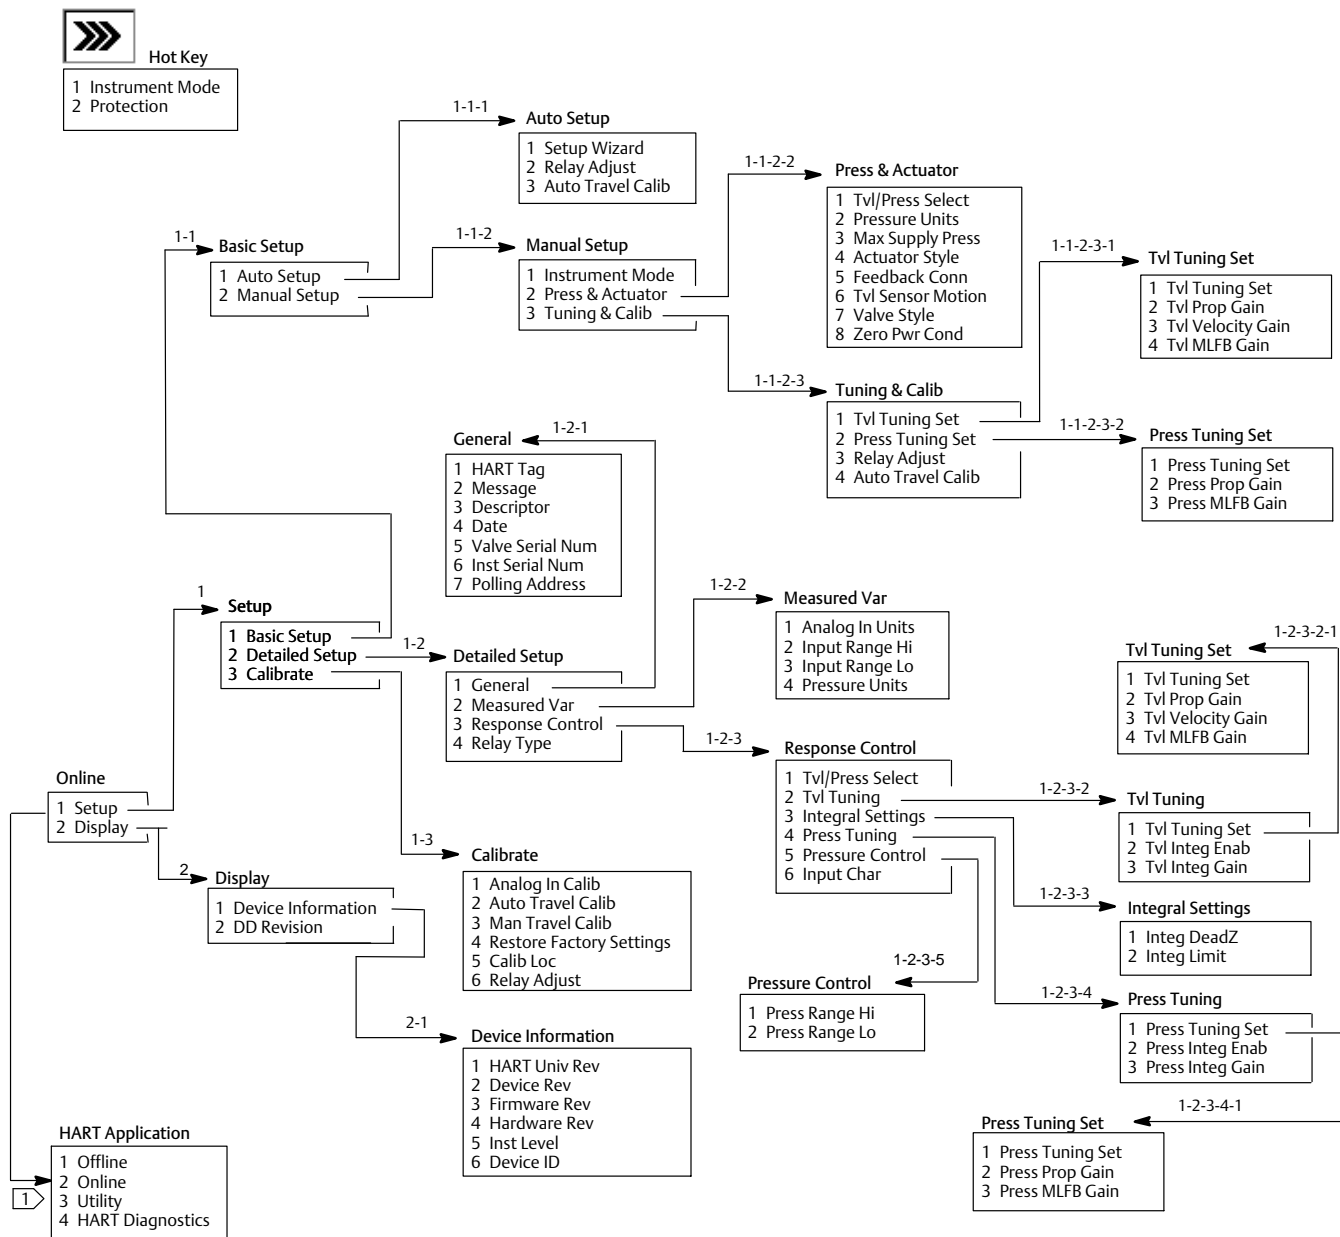 Hot Key
1 Instrument Mode
2 Protection
1-1-1
Auto Setup
1 Setup Wizard
2 Relay Adjust
3 Auto Travel Calib
1-1-2-2
Press & Actuator
1 Tvl/Press Select
2 Pressure Units
3 Max Supply Press
4 Actuator Style
5 Feedback Conn
6 Tvl Sensor Motion
7 Valve Style
8 Zero Pwr Cond
1-1
Basic Setup
1 Auto Setup
2 Manual Setup
1-1-2
Manual Setup
1 Instrument Mode
2 Press & Actuator
3 Tuning & Calib
1-1-2-3-1
Tvl Tuning Set
1 Tvl Tuning Set
2 Tvl Prop Gain
3 Tvl Velocity Gain
4 Tvl MLFB Gain
1-1-2-3
Tuning & Calib
1 Tvl Tuning Set
2 Press Tuning Set
3 Relay Adjust
4 Auto Travel Calib
1-1-2-3-2
Press Tuning Set
1 Press Tuning Set
2 Press Prop Gain
3 Press MLFB Gain
1-2-1
General
1 HART Tag
2 Message
3 Descriptor
4 Date
5 Valve Serial Num
6 Inst Serial Num
7 Polling Address
1
Setup
1 Basic Setup
2 Detailed Setup
3 Calibrate
1-2
Detailed Setup
1 General
2 Measured Var
3 Response Control
4 Relay Type
1-2-2
Measured Var
1 Analog In Units
2 Input Range Hi
3 Input Range Lo
4 Pressure Units
1-2-3-2-1
Tvl Tuning Set
1 Tvl Tuning Set
2 Tvl Prop Gain
3 Tvl Velocity Gain
4 Tvl MLFB Gain
1-2-3
Response Control
1 Tvl/Press Select
2 Tvl Tuning
3 Integral Settings
4 Press Tuning
5 Pressure Control
6 Input Char
1-2-3-2
Tvl Tuning
1 Tvl Tuning Set
2 Tvl Integ Enab
3 Tvl Integ Gain
Online
1 Setup
2 Display
1-3
Calibrate
1 Analog In Calib
2 Auto Travel Calib
3 Man Travel Calib
4 Restore Factory Settings
5 Calib Loc
6 Relay Adjust
2
Display
1 Device Information
2 DD Revision
1-2-3-3
Integral Settings
1 Integ DeadZ
2 Integ Limit
1-2-3-5
Pressure Control
1 Press Range Hi
2 Press Range Lo
1-2-3-4
Press Tuning
1 Press Tuning Set
2 Press Integ Enab
3 Press Integ Gain
2-1
Device Information
1 HART Univ Rev
2 Device Rev
3 Firmware Rev
4 Hardware Rev
5 Inst Level
6 Device ID
1-2-3-4-1
Press Tuning Set
1 Press Tuning Set
2 Press Prop Gain
3 Press MLFB Gain
HART Application
1 Offline
2 Online
3 Utility
4 HART Diagnostics
1